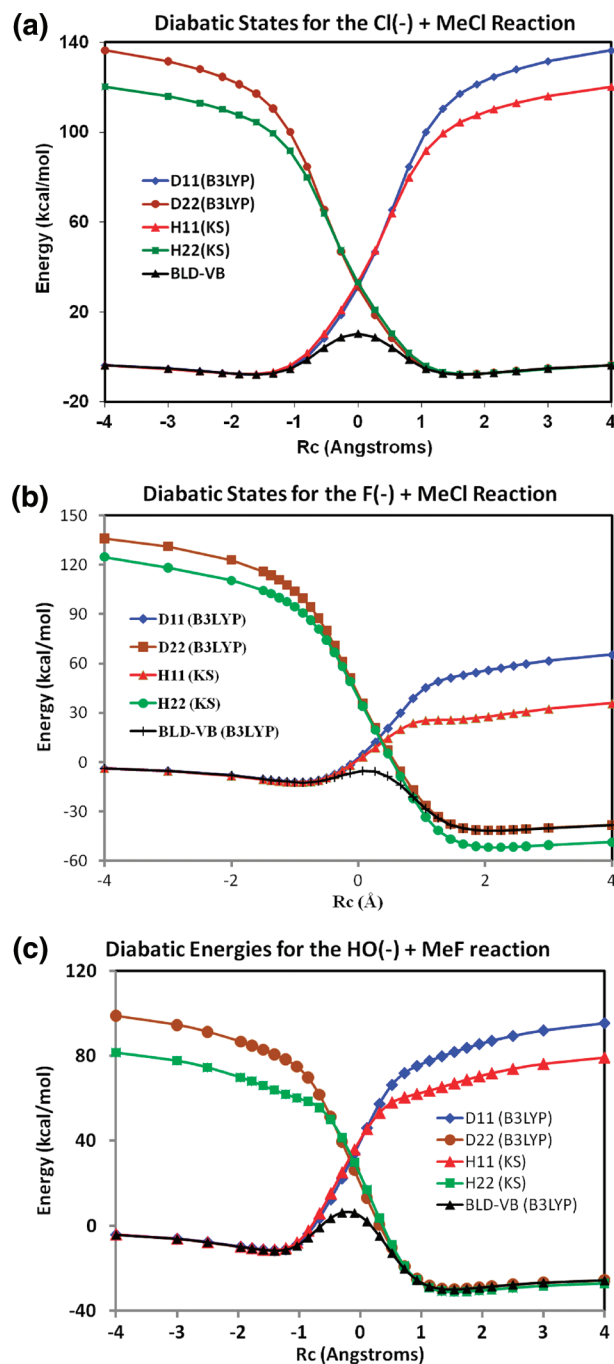 (a)
Diabatic States for the Cl(-) + MeCl Reaction
140
100
60
20
-20
Energy (kcal/mol)
D11(B3LYP)
D22(B3LYP)
H11(KS)
H22(KS)
BLD-VB
-4 -3 -2 -1 0 1 2 3 4
Rc (Angstroms)
(b)
Diabatic States for the F(-) + MeCl Reaction
150
120
90
60
30
0
-30
-60
Energy (kcal/mol)
D11 (B3LYP)
D22 (B3LYP)
H11 (KS)
H22 (KS)
BLD-VB (B3LYP)
-4 -2 0 2 4
Rc (Å)
(c)
Diabatic Energies for the HO(-) + MeF reaction
120
80
40
0
-40
Energy (kcal/mol)
D11 (B3LYP)
D22 (B3LYP)
H11 (KS)
H22 (KS)
BLD-VB (B3LYP)
-4 -3 -2 -1 0 1 2 3 4
Rc (Angstroms)